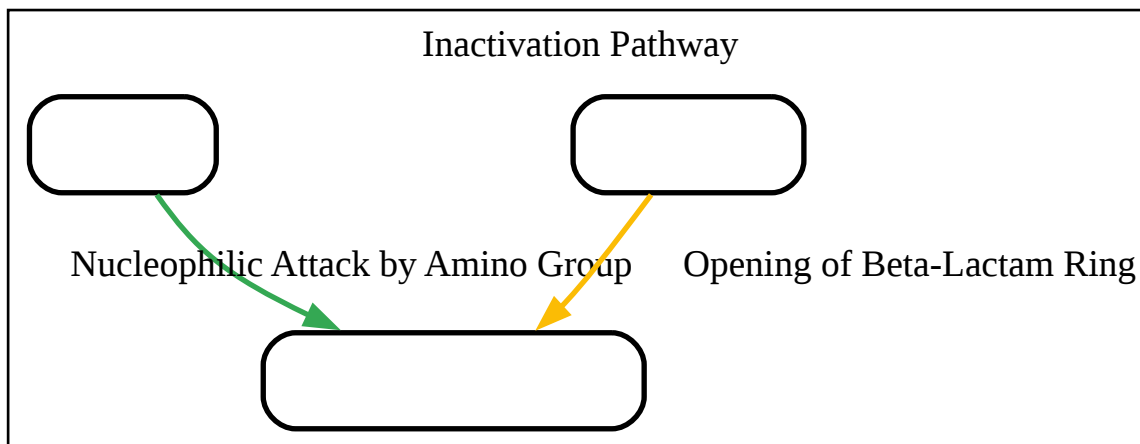 Inactivation Pathway
Nucleophilic Attack by Amino Group
Opening of Beta-Lactam Ring